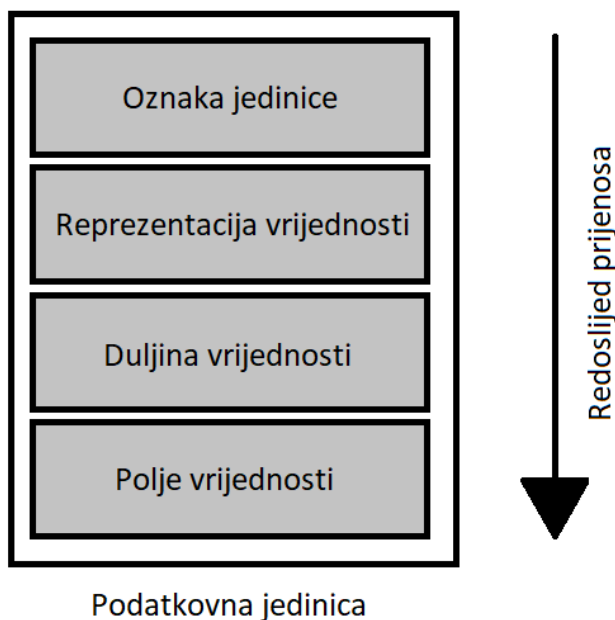 Oznaka jedinice
Reprezentacija vrijednosti
Duljina vrijednosti
Polje vrijednosti
Redoslijed prijenosa
Podatkovna jedinica